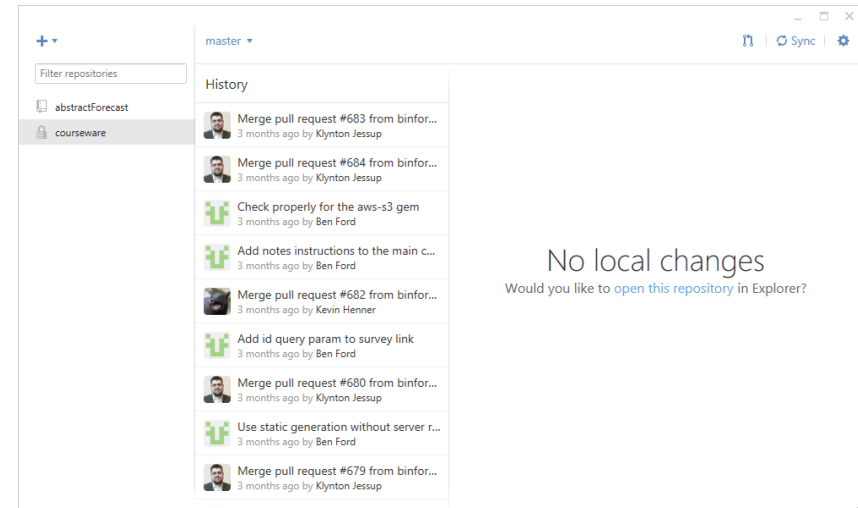 master
Sync
Filter repositories
abstractForecast
courseware
History
Merge pull request #683 from binfor...
3 months ago by Klynton Jessup
Merge pull request #684 from binfor...
3 months ago by Klynton Jessup
Check properly for the aws-s3 gem
3 months ago by Ben Ford
Add notes instructions to the main c...
3 months ago by Ben Ford
Merge pull request #682 from binfor...
3 months ago by Kevin Henner
Add id query param to survey link
3 months ago by Ben Ford
Merge pull request #680 from binfor...
3 months ago by Klynton Jessup
Use static generation without server r...
3 months ago by Ben Ford
Merge pull request #679 from binfor...
3 months ago by Klynton Jessup
No local changes
Would you like to open this repository in Explorer?